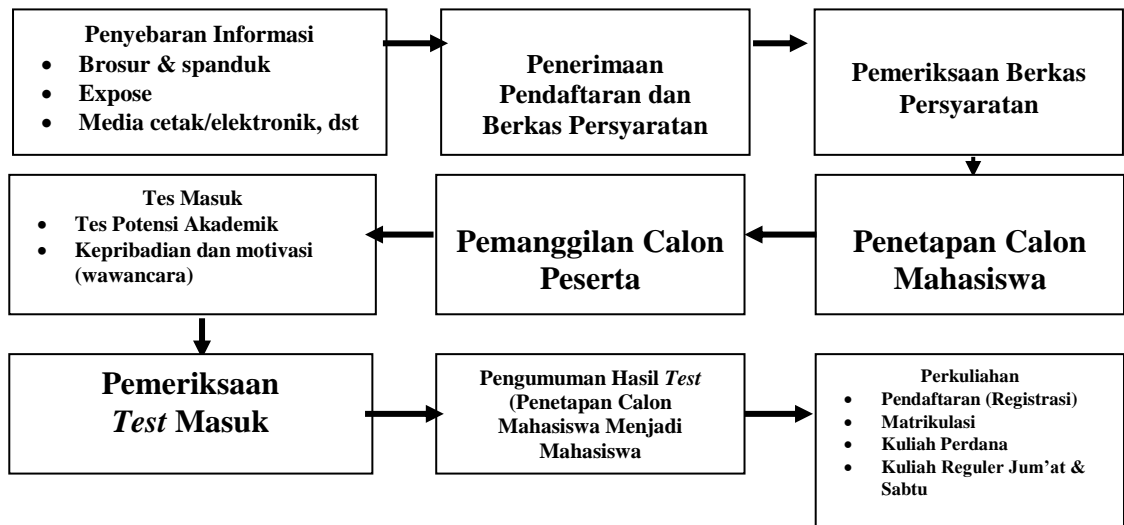 Penyebaran Informasi
• Brosur & spanduk
• Expose
• Media cetak/elektronik, dst
Penerimaan
Pendaftaran dan
Berkas Persyaratan
Pemeriksaan Berkas
Persyaratan
Tes Masuk
• Tes Potensi Akademik
• Kepribadian dan motivasi
(wawancara)
Pemanggilan Calon
Peserta
Penetapan Calon
Mahasiswa
Pemeriksaan
Test Masuk
Pengumuman Hasil Test
(Penetapan Calon
Mahasiswa Menjadi
Mahasiswa
Perkuliahan
• Pendaftaran (Registrasi)
• Matrikulasi
• Kuliah Perdana
• Kuliah Reguler Jum’at &
Sabtu